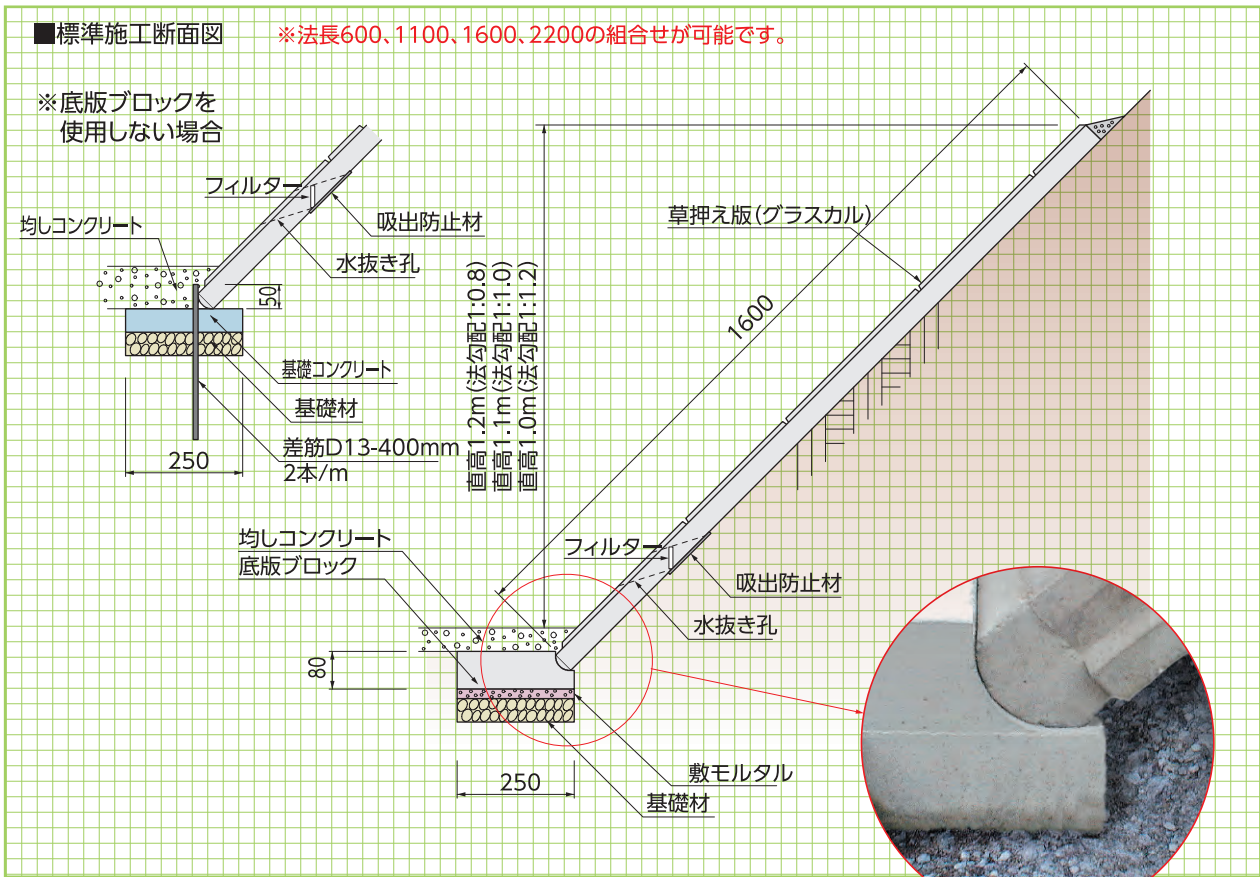 ■標準施工断面図
※法長600、1100、1600、2200の組合せが可能です。
※底版ブロックを
使用しない場合
フィルター
吸出防止材
均しコンクリート
水抜き孔
50
基礎コンクリート
基礎材
差筋D13-400mm
2本/m
250
直高1.2m(法勾配1:0.8)
直高1.1m(法勾配1:1.0)
直高1.0m(法勾配1:1.2)
草押え版(グラスカル)
1600
均しコンクリート
底版ブロック
フィルター
吸出防止材
水抜き孔
80
250
敷モルタル
基礎材